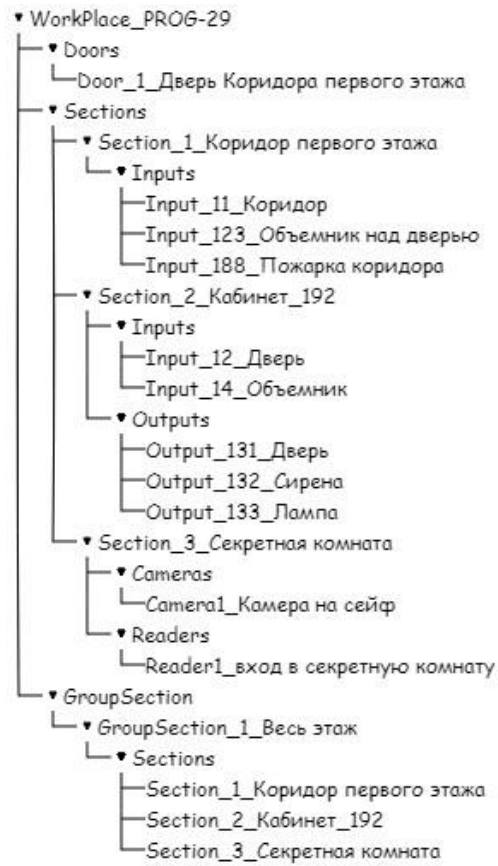 WorkPlace_PROG-29
Doors
Door_1_Дверь Коридора первого этажа
Sections
Section_1_Коридор первого этажа
Inputs
Input_11_Коридор
Input_123_Объемник над дверью
Input_188_Пожарка коридора
Section_2_Кабинет_192
Inputs
Input_12_Дверь
Input_14_Объемник
Outputs
Output_131_Дверь
Output_132_Сирена
Output_133_Лампа
Section_3_Секретная комната
Cameras
Camera1_Камера на сейф
Readers
Reader1_вход в секретную комнату
GroupSection
GroupSection_1_Весь этаж
Sections
Section_1_Коридор первого этажа
Section_2_Кабинет_192
Section_3_Секретная комната